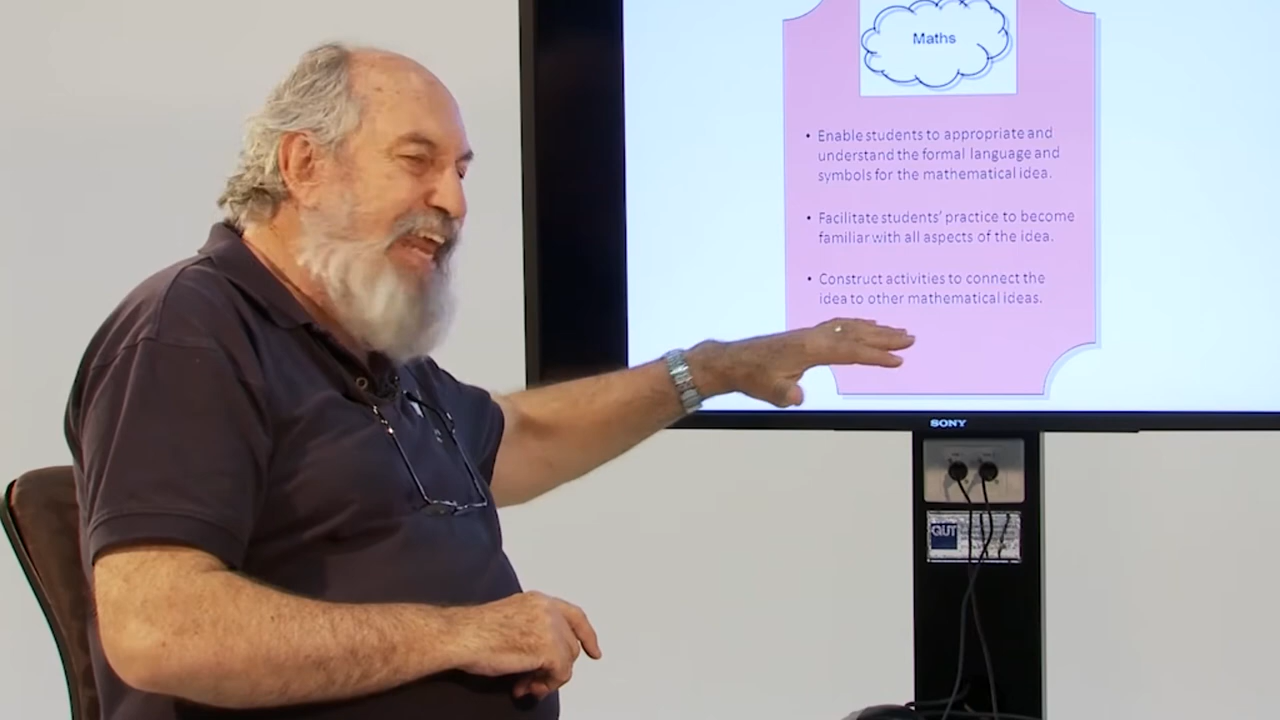 Maths
• Enable students to appropriate and
understand the formal language and
symbols for the mathematical idea.
• Facilitate students' practice to become
familiar with all aspects of the idea.
• Construct activities to connect the
idea to other mathematical ideas.
SONY
QUT